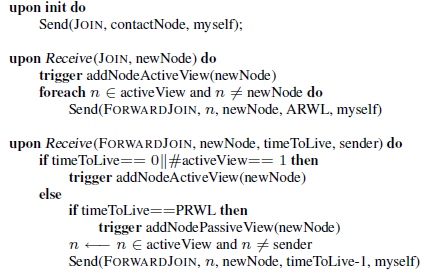 upon init do
Send(JOIN, contactNode, myself);
upon Receive(JOIN, newNode) do
trigger addNodeActiveView(newNode)
foreach n ∈ activeView and n ≠ newNode do
Send(FORWARDJOIN, n, newNode, ARWL, myself)
upon Receive(FORWARDJOIN, newNode, timeToLive, sender) do
if timeToLive== 0||#activeView== 1 then
trigger addNodeActiveView(newNode)
else
if timeToLive==PRWL then
trigger addNodePassiveView(newNode)
n ⟵ n ∈ activeView and n ≠ sender
Send(FORWARDJOIN, n, newNode, timeToLive-1, myself)